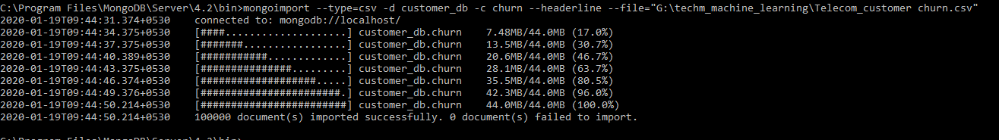 C:\Program Files\MongoDB\Server\4.2\bin>mongoimport --type=csv -d customer_db -c churn --headerline --file="G:\techm_machine_learning\Telecom_customer churn.csv"
2020-01-19T09:44:31.374+0530    connected to: mongodb://localhost/
2020-01-19T09:44:34.375+0530    [####....................] customer_db.churn    7.48MB/44.0MB (17.0%)
2020-01-19T09:44:37.375+0530    [#######.................] customer_db.churn    13.5MB/44.0MB (30.7%)
2020-01-19T09:44:40.389+0530    [###########.............] customer_db.churn    20.6MB/44.0MB (46.7%)
2020-01-19T09:44:43.375+0530    [###############.........] customer_db.churn    28.1MB/44.0MB (63.7%)
2020-01-19T09:44:46.374+0530    [###################.....] customer_db.churn    35.5MB/44.0MB (80.5%)
2020-01-19T09:44:49.376+0530    [#######################.] customer_db.churn    42.3MB/44.0MB (96.0%)
2020-01-19T09:44:50.214+0530    [########################] customer_db.churn    44.0MB/44.0MB (100.0%)
2020-01-19T09:44:50.214+0530    100000 document(s) imported successfully. 0 document(s) failed to import.
C:\Program Files\MongoDB\Server\4.2\bin>